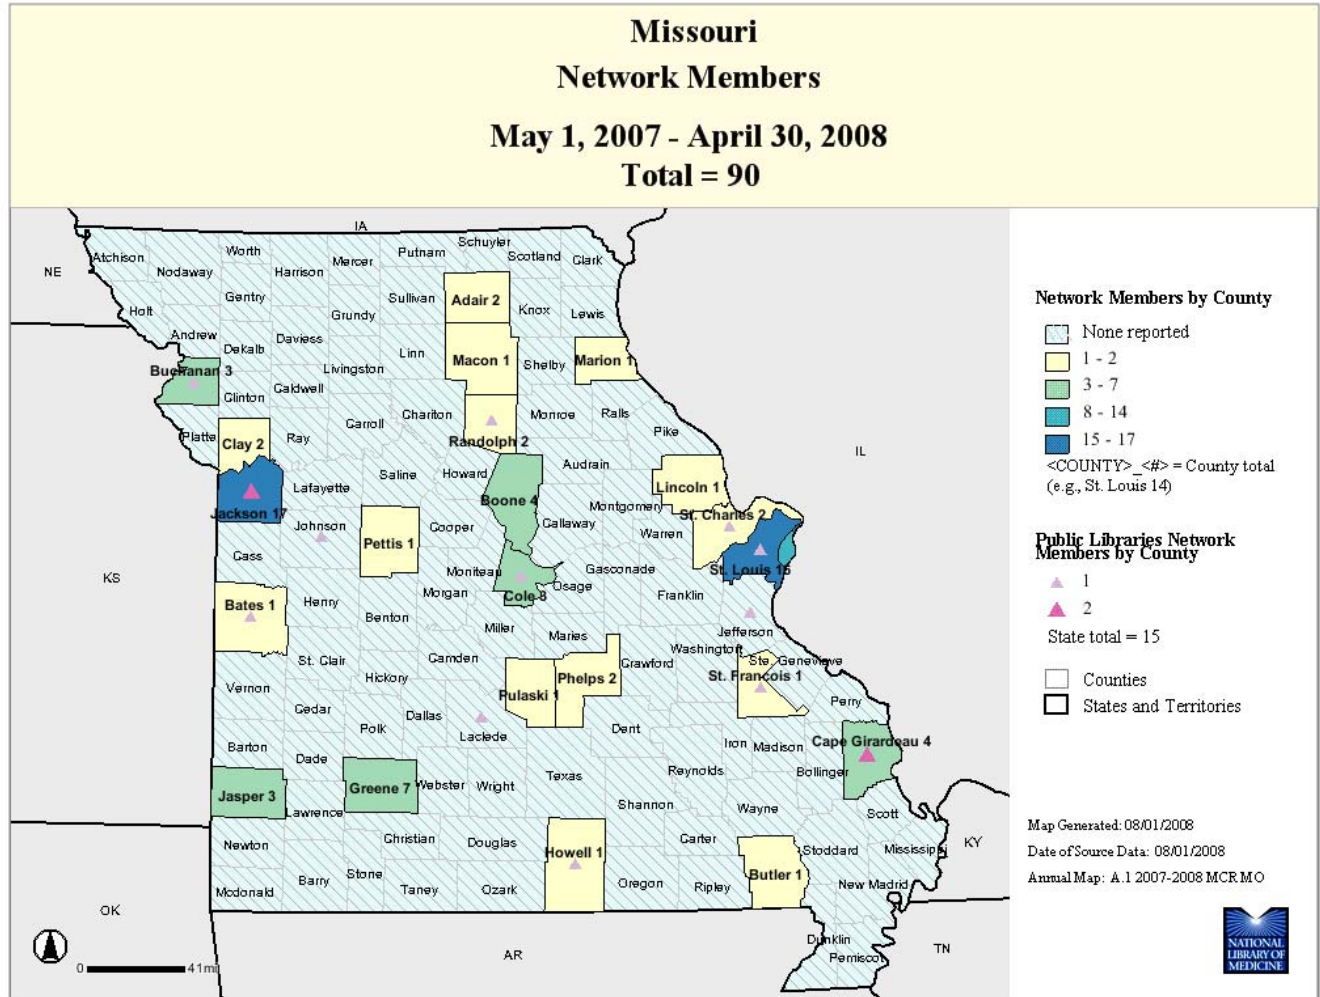 Missouri
Network Members
May 1, 2007 - April 30, 2008
Total = 90
IA
NE
Atchison
Nodaway
Worth
Harrison
Mercer
Putnam
Schuyler
Scotland
Clark
Holt
Gentry
Grundy
Sullivan
Adair 2
Knox
Lewis
Andrew
Dekalb
Daviess
Livingston
Linn
Macon 1
Shelby
Marion 1
Buchanan 3
Clinton
Caldwell
Carroll
Chariton
Randolph 2
Monroe
Ralls
Pike
Platte
Clay 2
Ray
Saline
Howard
Audrain
IL
Jackson 17
Lafayette
Johnson
Pettis 1
Cooper
Boone 4
Callaway
Montgomery
Lincoln 1
Warren
St. Charles 2
St. Louis 15
KS
Cass
Moniteau
Cole 3
Osage
Gasconade
Franklin
Bates 1
Henry
Benton
Morgan
Miller
Maries
Jefferson
Washington
Ste. Genevieve
St. Clair
Hickory
Camden
Pulaski 1
Phelps 2
Crawford
St. Francois 1
Vernon
Cedar
Polk
Dallas
Laclede
Dent
Iron
Madison
Perry
Cape Girardeau 4
Barton
Dade
Jasper 3
Greene 7
Webster
Wright
Texas
Reynolds
Bollinger
Lawrence
Shannon
Wayne
Scott
Newton
Christian
Douglas
Howell 1
Carter
Stoddard
Mississippi
KY
Mcdonald
Barry
Stone
Taney
Ozark
Oregon
Ripley
Butler 1
New Madrid
OK
AR
Dunklin
Pemiscot
TN
0
41mi
Network Members by County
None reported
1 - 2
3 - 7
8 - 14
15 - 17
<COUNTY>_<#> = County total
(e.g., St. Louis 14)
Public Libraries Network
Members by County
1
2
State total = 15
Counties
States and Territories
Map Generated: 08/01/2008
Date of Source Data: 08/01/2008
Annual Map: A.1 2007-2008 MCR MO
NATIONAL
LIBRARY OF
MEDICINE